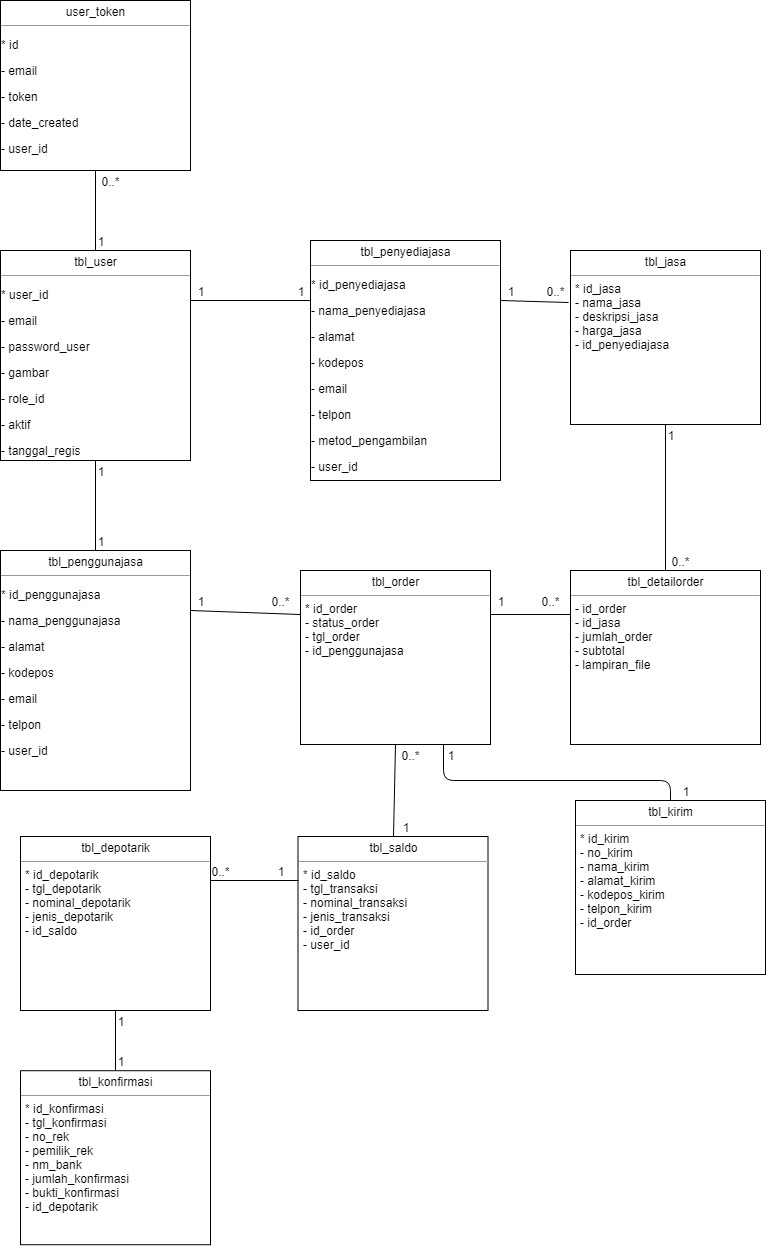 user_token
* id
- email
- token
- date_created
- user_id
0..*
1
tbl_user
* user_id
- email
- password_user
- gambar
- role_id
- aktif
- tanggal_regis
1
1
tbl_penyediajasa
* id_penyediajasa
- nama_penyediajasa
- alamat
- kodepos
- email
- telpon
- metod_pengambilan
- user_id
1
0..*
tbl_jasa
* id_jasa
- nama_jasa
- deskripsi_jasa
- harga_jasa
- id_penyediajasa
1
0..*
1
1
tbl_penggunajasa
* id_penggunajasa
- nama_penggunajasa
- alamat
- kodepos
- email
- telpon
- user_id
1
0..*
tbl_order
* id_order
- status_order
- tgl_order
- id_penggunajasa
1
0..*
tbl_detailorder
- id_order
- id_jasa
- jumlah_order
- subtotal
- lampiran_file
0..*
1
1
1
tbl_kirim
* id_kirim
- no_kirim
- nama_kirim
- alamat_kirim
- kodepos_kirim
- telpon_kirim
- id_order
tbl_depotarik
* id_depotarik
- tgl_depotarik
- nominal_depotarik
- jenis_depotarik
- id_saldo
0..*
1
tbl_saldo
* id_saldo
- tgl_transaksi
- nominal_transaksi
- jenis_transaksi
- id_order
- user_id
1
1
tbl_konfirmasi
* id_konfirmasi
- tgl_konfirmasi
- no_rek
- pemilik_rek
- nm_bank
- jumlah_konfirmasi
- bukti_konfirmasi
- id_depotarik